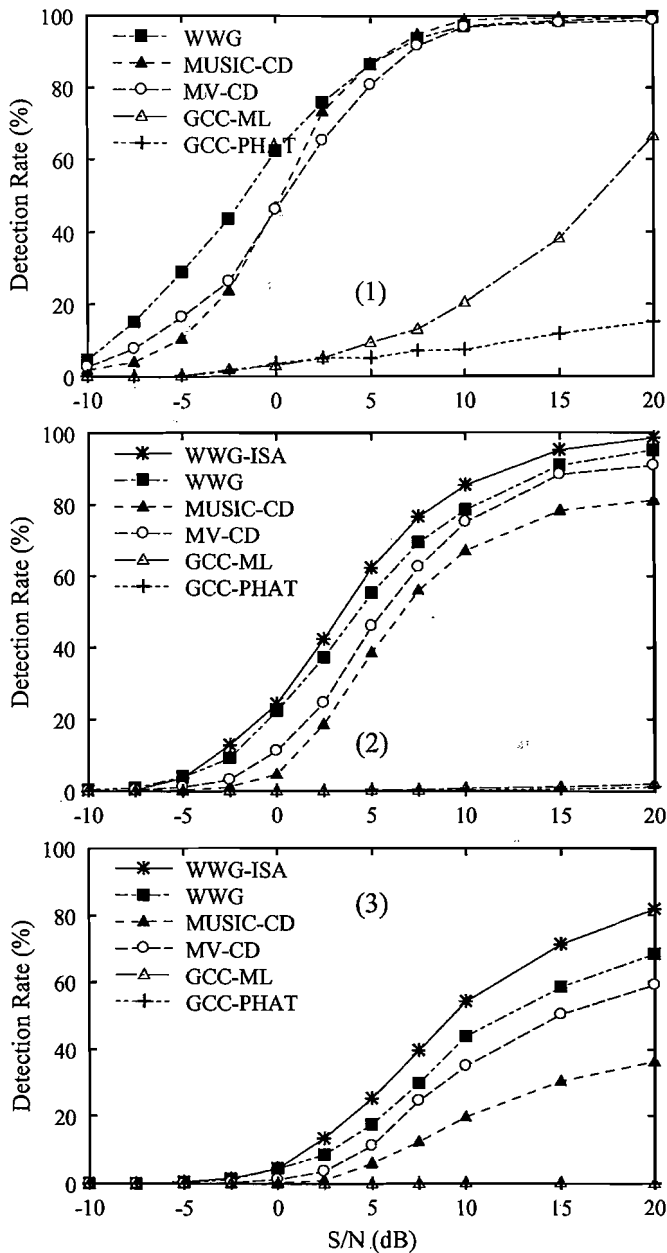 100
80
60
40
20
0
Detection Rate (%)
WWG
MUSIC-CD
MV-CD
GCC-ML
GCC-PHAT
(1)
-10 -5 0 5 10 15 20
100
80
60
40
20
0
Detection Rate (%)
WWG-ISA
WWG
MUSIC-CD
MV-CD
GCC-ML
GCC-PHAT
(2)
-10 -5 0 5 10 15 20
100
80
60
40
20
0
Detection Rate (%)
WWG-ISA
WWG
MUSIC-CD
MV-CD
GCC-ML
GCC-PHAT
(3)
-10 -5 0 5 10 15 20
S/N (dB)